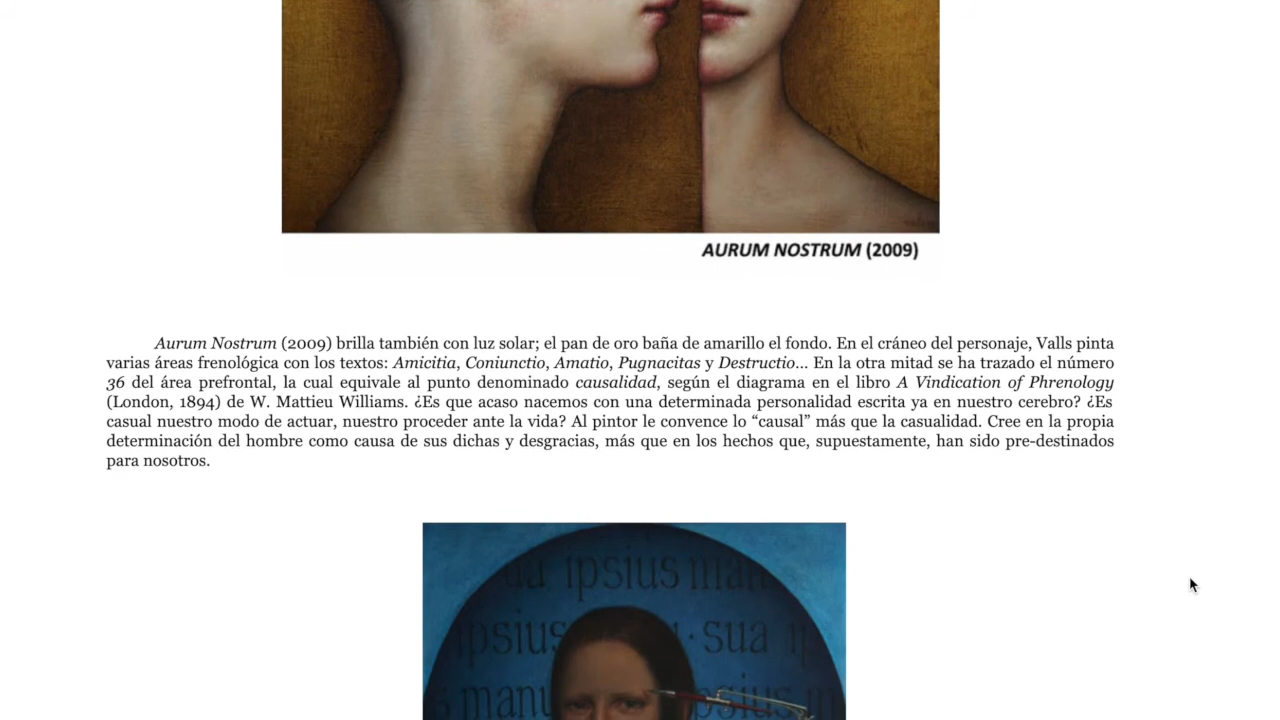 AURUM NOSTRUM (2009)
Aurum Nostrum (2009) brilla también con luz solar; el pan de oro baña de amarillo el fondo. En el cráneo del personaje, Valls pinta
varias áreas frenológica con los textos: Amicitia, Coniunctio, Amatio, Pugnacitas y Destructio... En la otra mitad se ha trazado el número
36 del área prefrontal, la cual equivale al punto denominado causalidad, según el diagrama en el libro A Vindication of Phrenology
(London, 1894) de W. Mattieu Williams. ¿Es que acaso nacemos con una determinada personalidad escrita ya en nuestro cerebro? ¿Es
casual nuestro modo de actuar, nuestro proceder ante la vida? Al pintor le convence lo “causal” más que la casualidad. Cree en la propia
determinación del hombre como causa de sus dichas y desgracias, más que en los hechos que, supuestamente, han sido pre-destinados
para nosotros.
ipsius
sua